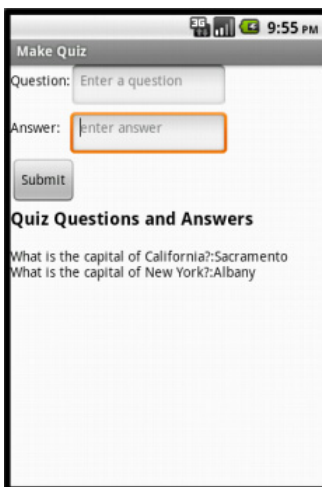 3G 9:55 PM
Make Quiz
Question: Enter a question
Answer: enter answer
Submit
Quiz Questions and Answers
What is the capital of California?:Sacramento
What is the capital of New York?:Albany